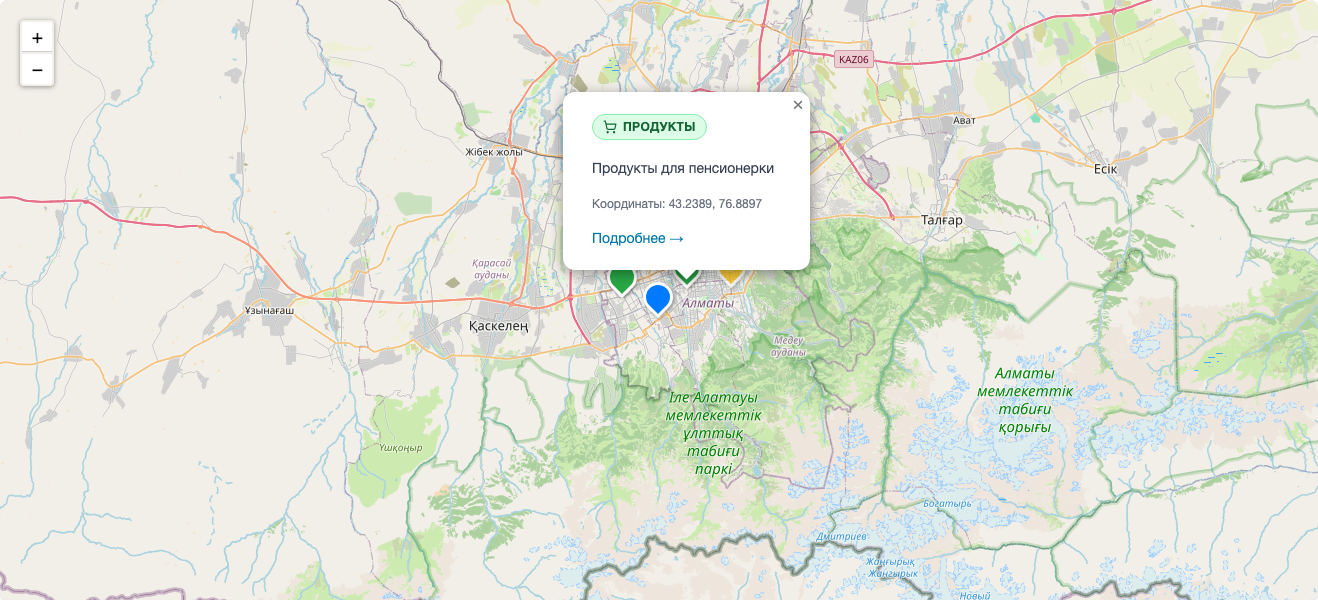 +
−
KAZ06
×
ПРОДУКТЫ
Продукты для пенсионерки
Координаты: 43.2389, 76.8897
Подробнее →
Ават
Жібек жолы
Есік
Талғар
Қарасай
ауданы
Ұзынағаш
Алматы
Қаскелең
Медеу
ауданы
Алматы
мемлекеттік
табиғи
қорығы
Іле Алатауы
мемлекеттік
ұлттық
табиғи
паркі
Үшқоңыр
Богатырь
Дмитриев
Жаңғырық
- Жангырык
Новый